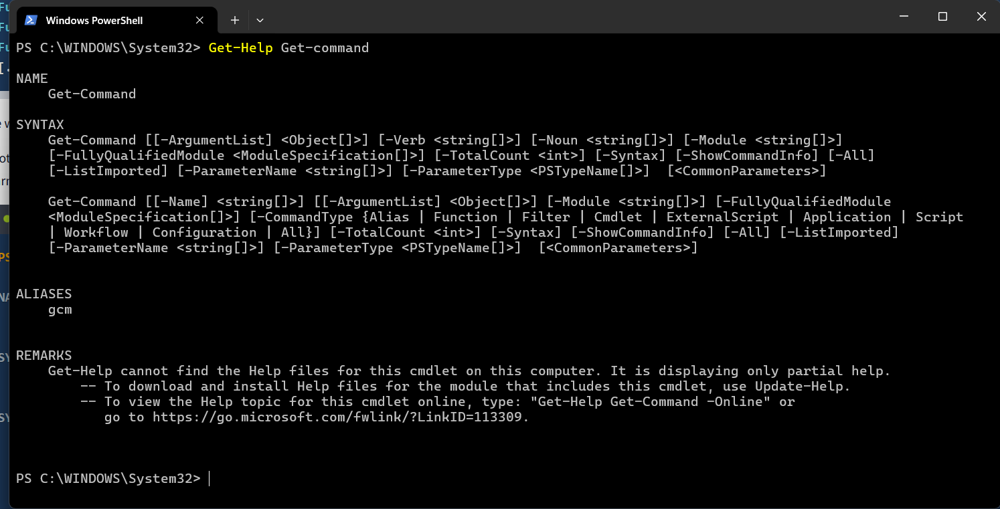 Windows PowerShell
PS C:\WINDOWS\System32> Get-Help Get-command
NAME
Get-Command
SYNTAX
Get-Command [[-ArgumentList] <Object[]>] [-Verb <string[]>] [-Noun <string[]>] [-Module <string[]>]
[-FullyQualifiedModule <ModuleSpecification[]>] [-TotalCount <int>] [-Syntax] [-ShowCommandInfo] [-All]
[-ListImported] [-ParameterName <string[]>] [-ParameterType <PSTypeName[]>]  [<CommonParameters>]
Get-Command [[-Name] <string[]>] [[-ArgumentList] <Object[]>] [-Module <string[]>] [-FullyQualifiedModule
<ModuleSpecification[]>] [-CommandType {Alias | Function | Filter | Cmdlet | ExternalScript | Application | Script
| Workflow | Configuration | All}] [-TotalCount <int>] [-Syntax] [-ShowCommandInfo] [-All] [-ListImported]
[-ParameterName <string[]>] [-ParameterType <PSTypeName[]>]  [<CommonParameters>]
ALIASES
gcm
REMARKS
Get-Help cannot find the Help files for this cmdlet on this computer. It is displaying only partial help.
-- To download and install Help files for the module that includes this cmdlet, use Update-Help.
-- To view the Help topic for this cmdlet online, type: "Get-Help Get-Command -Online" or
go to https://go.microsoft.com/fwlink/?LinkID=113309.
PS C:\WINDOWS\System32>